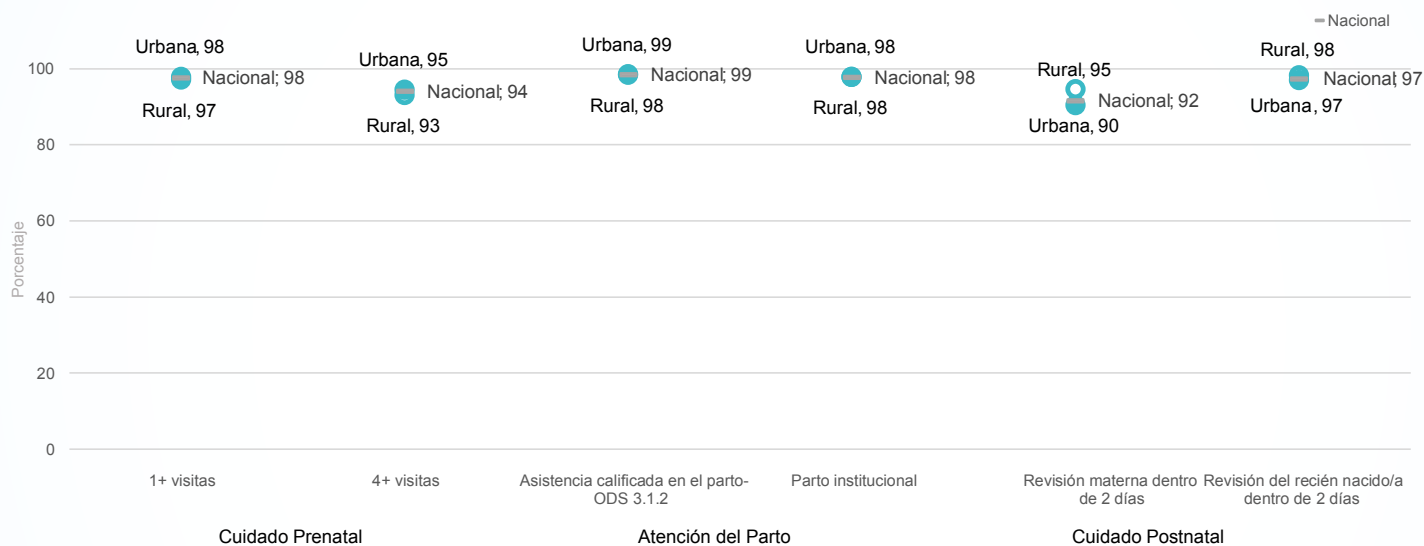 Nacional
Porcentaje
100
80
60
40
20
0
Urbana, 98
Nacional; 98
Rural, 97
Urbana, 95
Nacional; 94
Rural, 93
Urbana, 99
Nacional; 99
Rural, 98
Urbana, 98
Nacional; 98
Rural, 98
Rural, 95
Nacional; 92
Urbana, 90
Rural, 98
Nacional; 97
Urbana, 97
1+ visitas
4+ visitas
Asistencia calificada en el parto-
ODS 3.1.2
Parto institucional
Revisión materna dentro
de 2 días
Revisión del recién nacido/a
dentro de 2 días
Cuidado Prenatal
Atención del Parto
Cuidado Postnatal